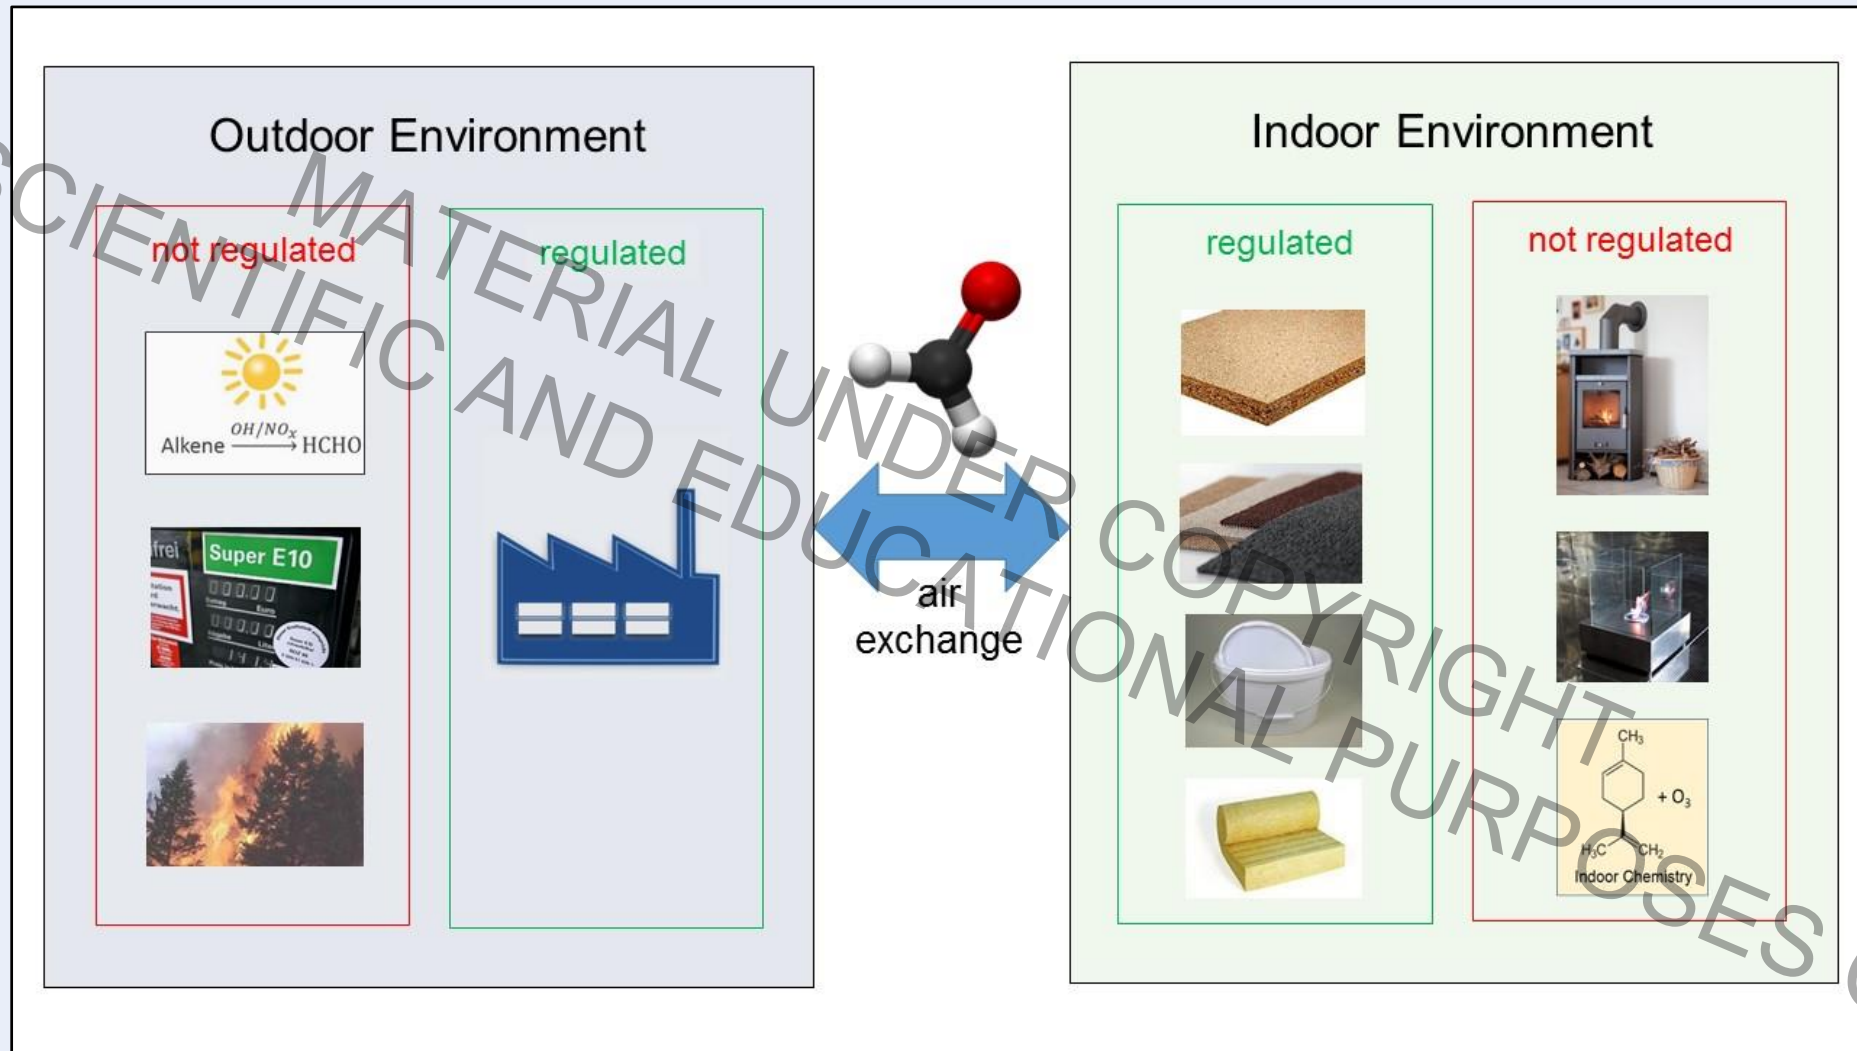 Outdoor Environment
not regulated
regulated
OH/NOx
Alkene → HCHO
frei
Super E10
Euro
air
exchange
Indoor Environment
regulated
not regulated
CH3
+ O3
H3C
CH2
Indoor Chemistry
MATERIAL UNDER COPYRIGHT
SCIENTIFIC AND EDUCATIONAL PURPOSES